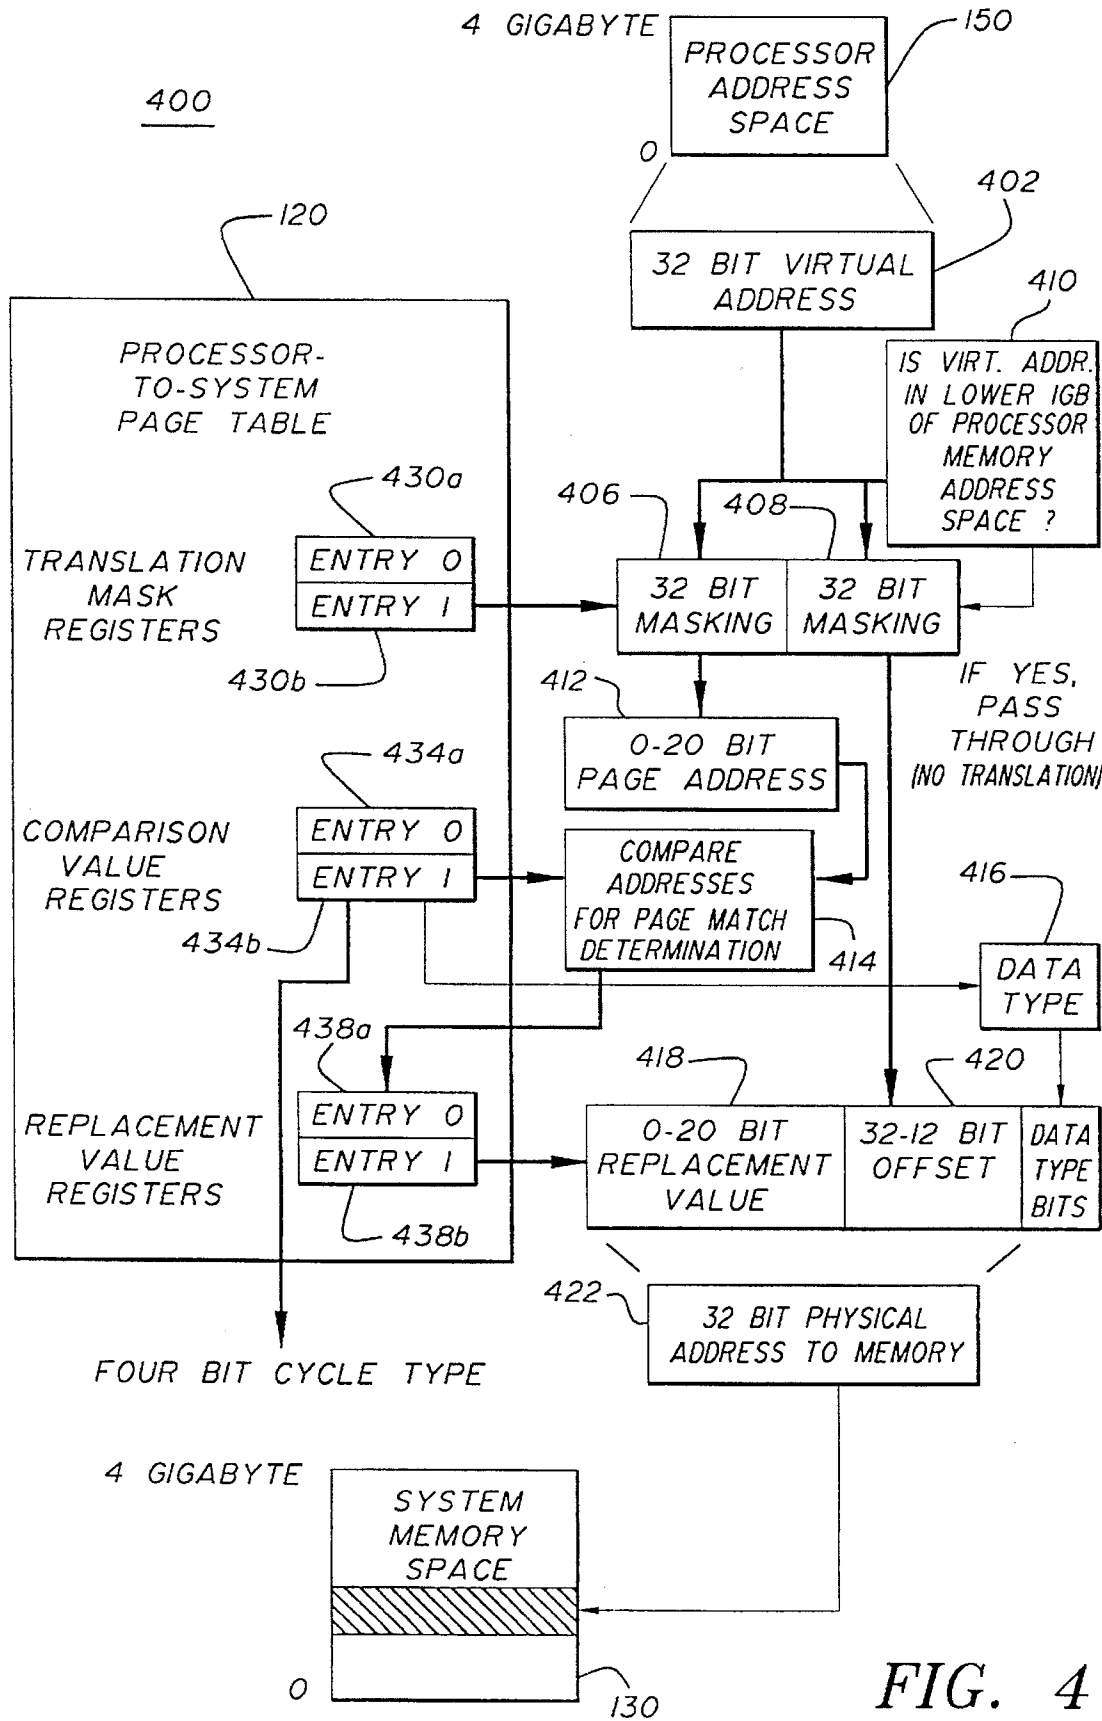 4 GIGABYTE
150
PROCESSOR
ADDRESS
SPACE
0
400
402
120
32 BIT VIRTUAL
ADDRESS
410
PROCESSOR-
TO-SYSTEM
PAGE TABLE
IS VIRT. ADDR.
IN LOWER 1GB
OF PROCESSOR
MEMORY
ADDRESS
SPACE ?
430a
406
408
TRANSLATION
MASK
REGISTERS
ENTRY 0
ENTRY 1
430b
32 BIT
MASKING
32 BIT
MASKING
IF YES,
PASS
THROUGH
(NO TRANSLATION)
412
0-20 BIT
PAGE ADDRESS
434a
COMPARISON
VALUE
REGISTERS
ENTRY 0
ENTRY 1
434b
COMPARE
ADDRESSES
FOR PAGE MATCH
DETERMINATION
414
416
DATA
TYPE
438a
418
420
REPLACEMENT
VALUE
REGISTERS
ENTRY 0
ENTRY 1
438b
0-20 BIT
REPLACEMENT
VALUE
32-12 BIT
OFFSET
DATA
TYPE
BITS
422
32 BIT PHYSICAL
ADDRESS TO MEMORY
FOUR BIT CYCLE TYPE
4 GIGABYTE
SYSTEM
MEMORY
SPACE
0
130
FIG. 4